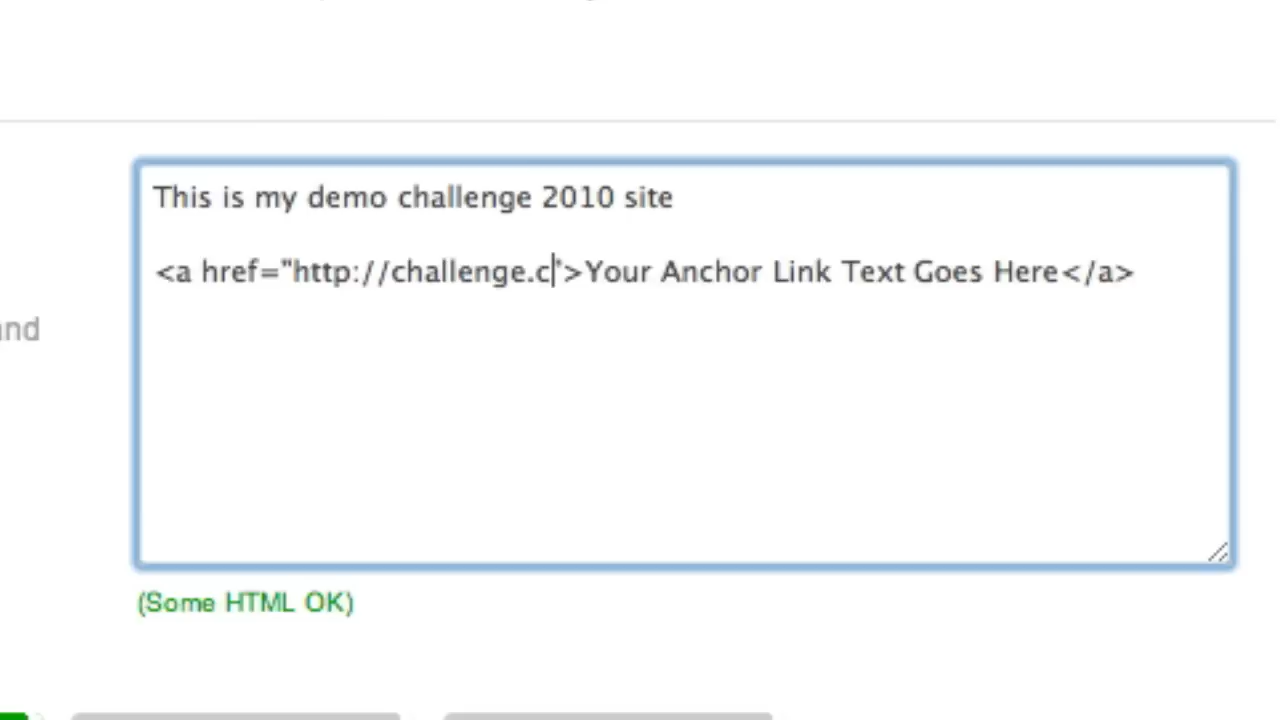 This is my demo challenge 2010 site
<a href="http://challenge.c">Your Anchor Link Text Goes Here</a>
and
(Some HTML OK)